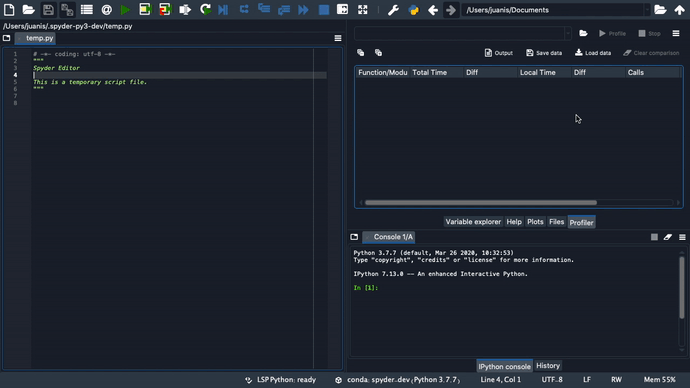 /Users/juanis/Documents
/Users/juanis/.spyder-py3-dev/temp.py
temp.py
1 # -*- coding: utf-8 -*-
2 """
3 Spyder Editor
4
5 This is a temporary script file.
6 """
7
8
Profile Stop
Output Save data Load data Clear comparison
Function/Modu Total Time Diff Local Time Diff Calls
Variable explorer Help Plots Files Profiler
Console 1/A
Python 3.7.7 (default, Mar 26 2020, 10:32:53)
Type "copyright", "credits" or "license" for more information.
IPython 7.13.0 -- An enhanced Interactive Python.
In [1]:
IPython console History
LSP Python: ready conda: spyder.dev (Python 3.7.7) Line 4, Col 1 UTF-8 LF RW Mem 55%